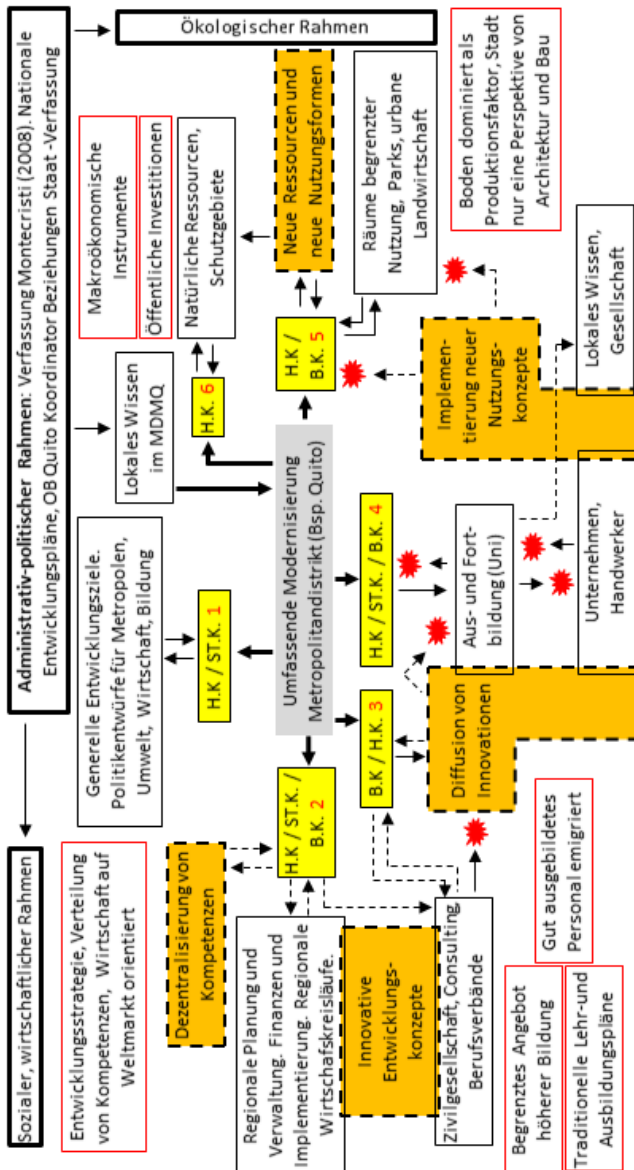 Sozialer, wirtschaftlicher Rahmen
Administrativ-politischer Rahmen: Verfassung Montecristi (2008). Nationale
Entwicklungspläne, OB Quito Koordinator Beziehungen Staat -Verfassung
Ökologischer Rahmen
Entwicklungsstrategie, Verteilung
von Kompetenzen, Wirtschaft auf
Weltmarkt orientiert
Generelle Entwicklungsziele.
Politikentwürfe für Metropolen,
Umwelt, Wirtschaft, Bildung
Lokales Wissen
im MDMQ
Makroökonomische
Instrumente
Öffentliche Investitionen
Natürliche Ressourcen,
Schutzgebiete
Dezentralisierung von
Kompetenzen
H.K / ST.K. 1
H.K. 6
Neue Ressourcen und
neue Nutzungsformen
Regionale Planung und
Verwaltung. Finanzen und
Implementierung. Regionale
Wirtschafskreisläufe.
H.K / ST.K. /
B.K. 2
Umfassende Modernisierung
Metropolitandistrikt (Bsp. Quito)
H.K /
B.K. 5
Räume begrenzter
Nutzung, Parks, urbane
Landwirtschaft
Innovative
Entwicklungs-
konzepte
B.K / H.K. 3
H.K / ST.K. / B.K. 4
Zivilgesellschaft, Consulting,
Berufsverbände
Diffusion von
Innovationen
Aus- und Fort-
bildung (Uni)
Implemen-
tierung neuer
Nutzungs-
konzepte
Boden dominiert als
Produktionsfaktor, Stadt
nur eine Perspektive von
Architektur und Bau
Begrenztes Angebot
höherer Bildung
Gut ausgebildetes
Personal emigriert
Traditionelle Lehr-und
Ausbildungspläne
Unternehmen,
Handwerker
Lokales Wissen,
Gesellschaft